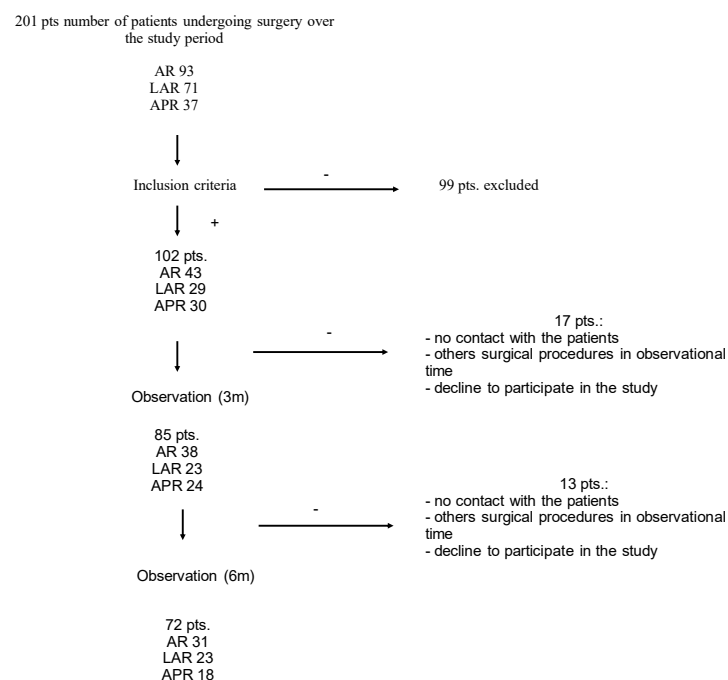 201 pts number of patients undergoing surgery over
the study period
AR 93
LAR 71
APR 37
Inclusion criteria
-
99 pts. excluded
+
102 pts.
AR 43
LAR 29
APR 30
-
17 pts.:
- no contact with the patients
- others surgical procedures in observational
time
- decline to participate in the study
Observation (3m)
85 pts.
AR 38
LAR 23
APR 24
-
13 pts.:
- no contact with the patients
- others surgical procedures in observational
time
- decline to participate in the study
Observation (6m)
72 pts.
AR 31
LAR 23
APR 18